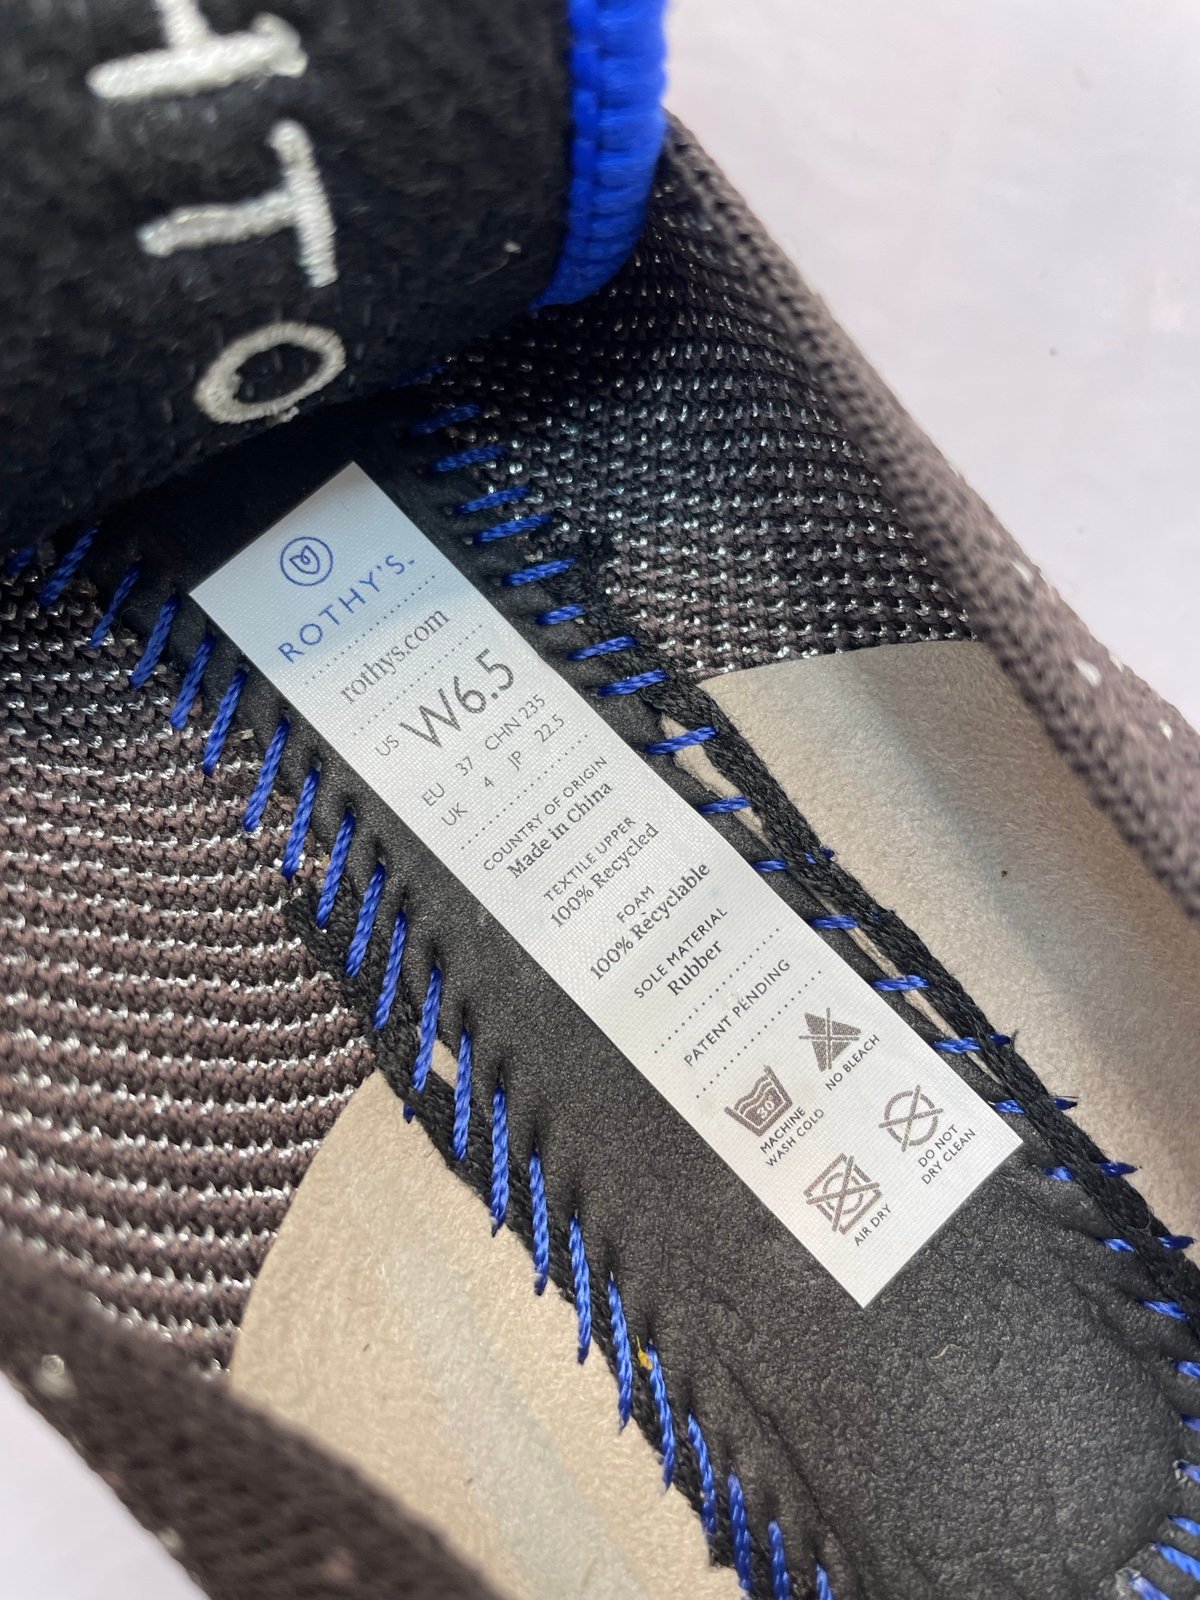 HTO
ROTHY'S.
rothys.com
US W6.5
EU 37 CHN 235
UK 4 JP 22.5
COUNTRY OF ORIGIN
Made in China
TEXTILE UPPER
100% Recycled
FOAM
100% Recyclable
SOLE MATERIAL
Rubber
PATENT PENDING
30°
MACHINE
WASH COLD
NO BLEACH
AIR DRY
DO NOT
DRY CLEAN